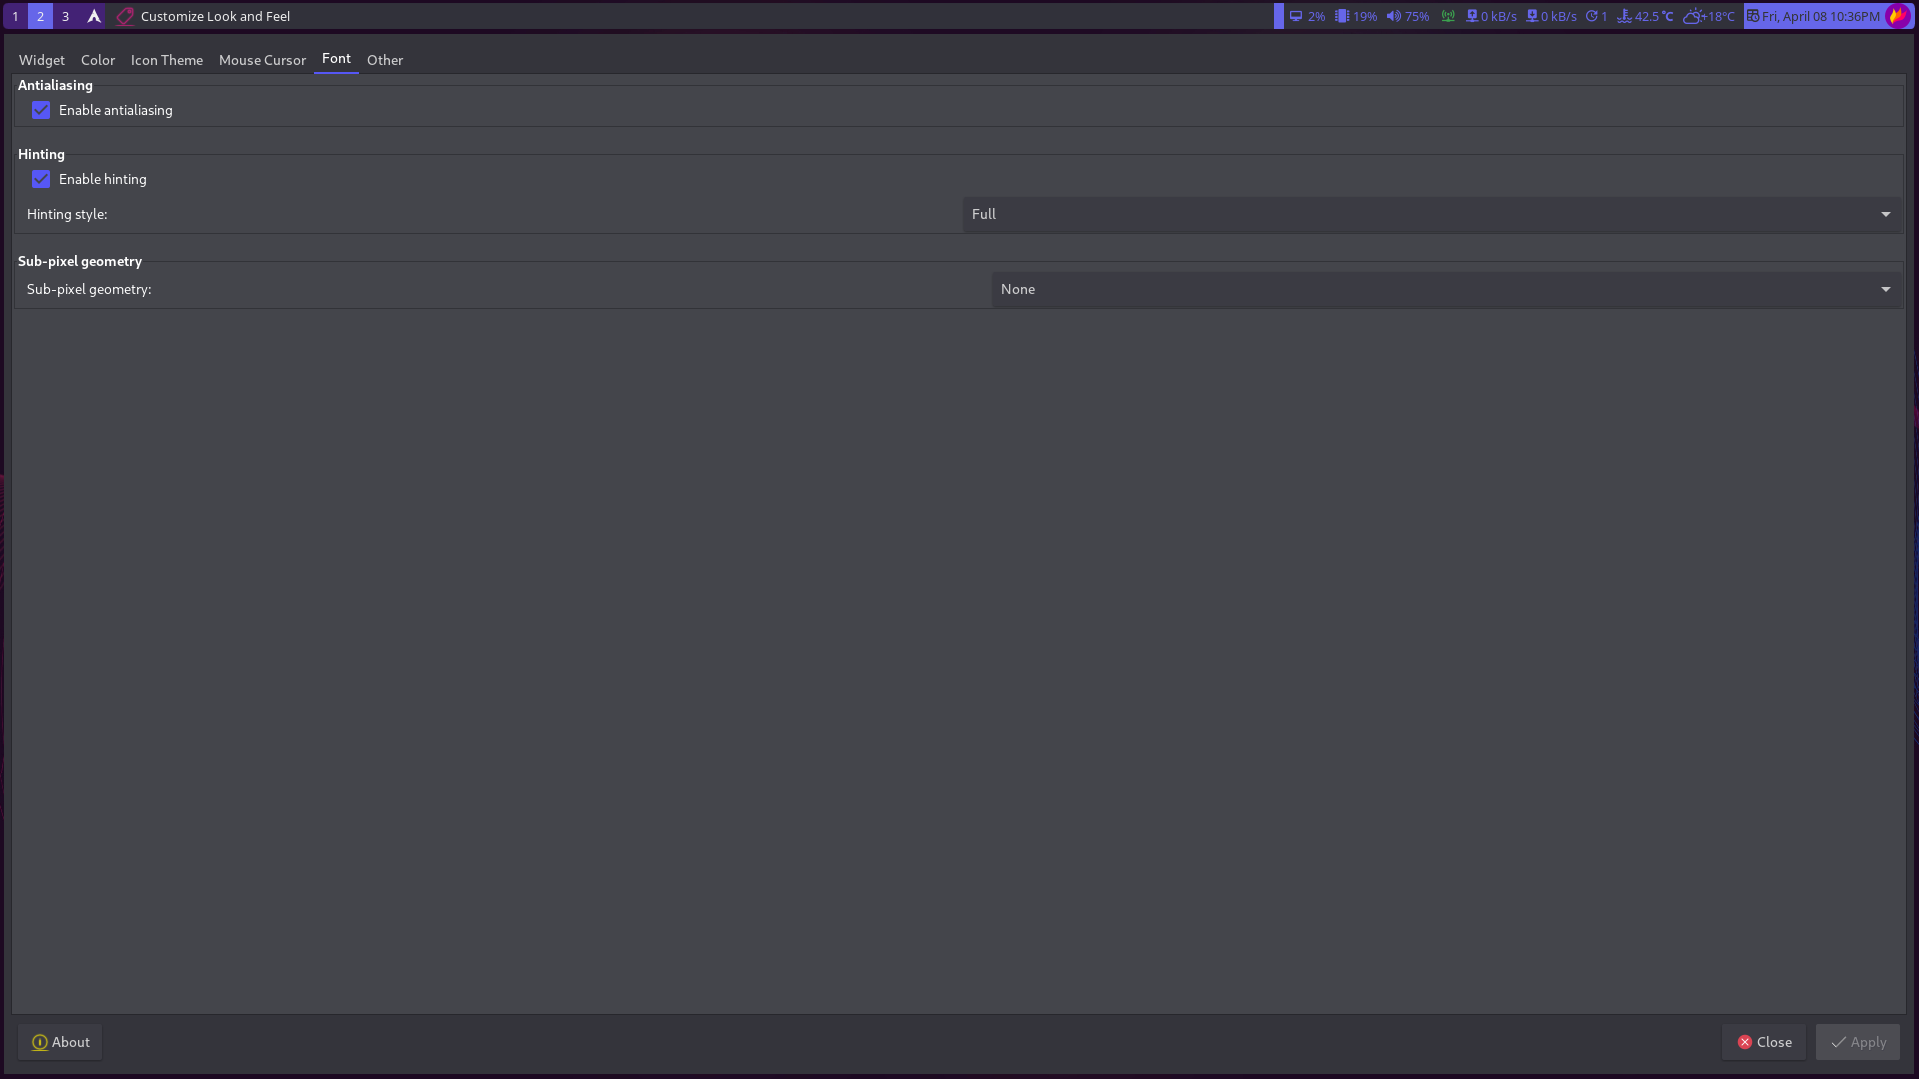 1 2 3 Customize Look and Feel 2% 19% 75% 0 kB/s 0 kB/s 1 42.5 °C +18°C Fri, April 08 10:36PM
Widget Color Icon Theme Mouse Cursor Font Other
Antialiasing
Enable antialiasing
Hinting
Enable hinting
Hinting style: Full
Sub-pixel geometry
Sub-pixel geometry: None
About Close Apply